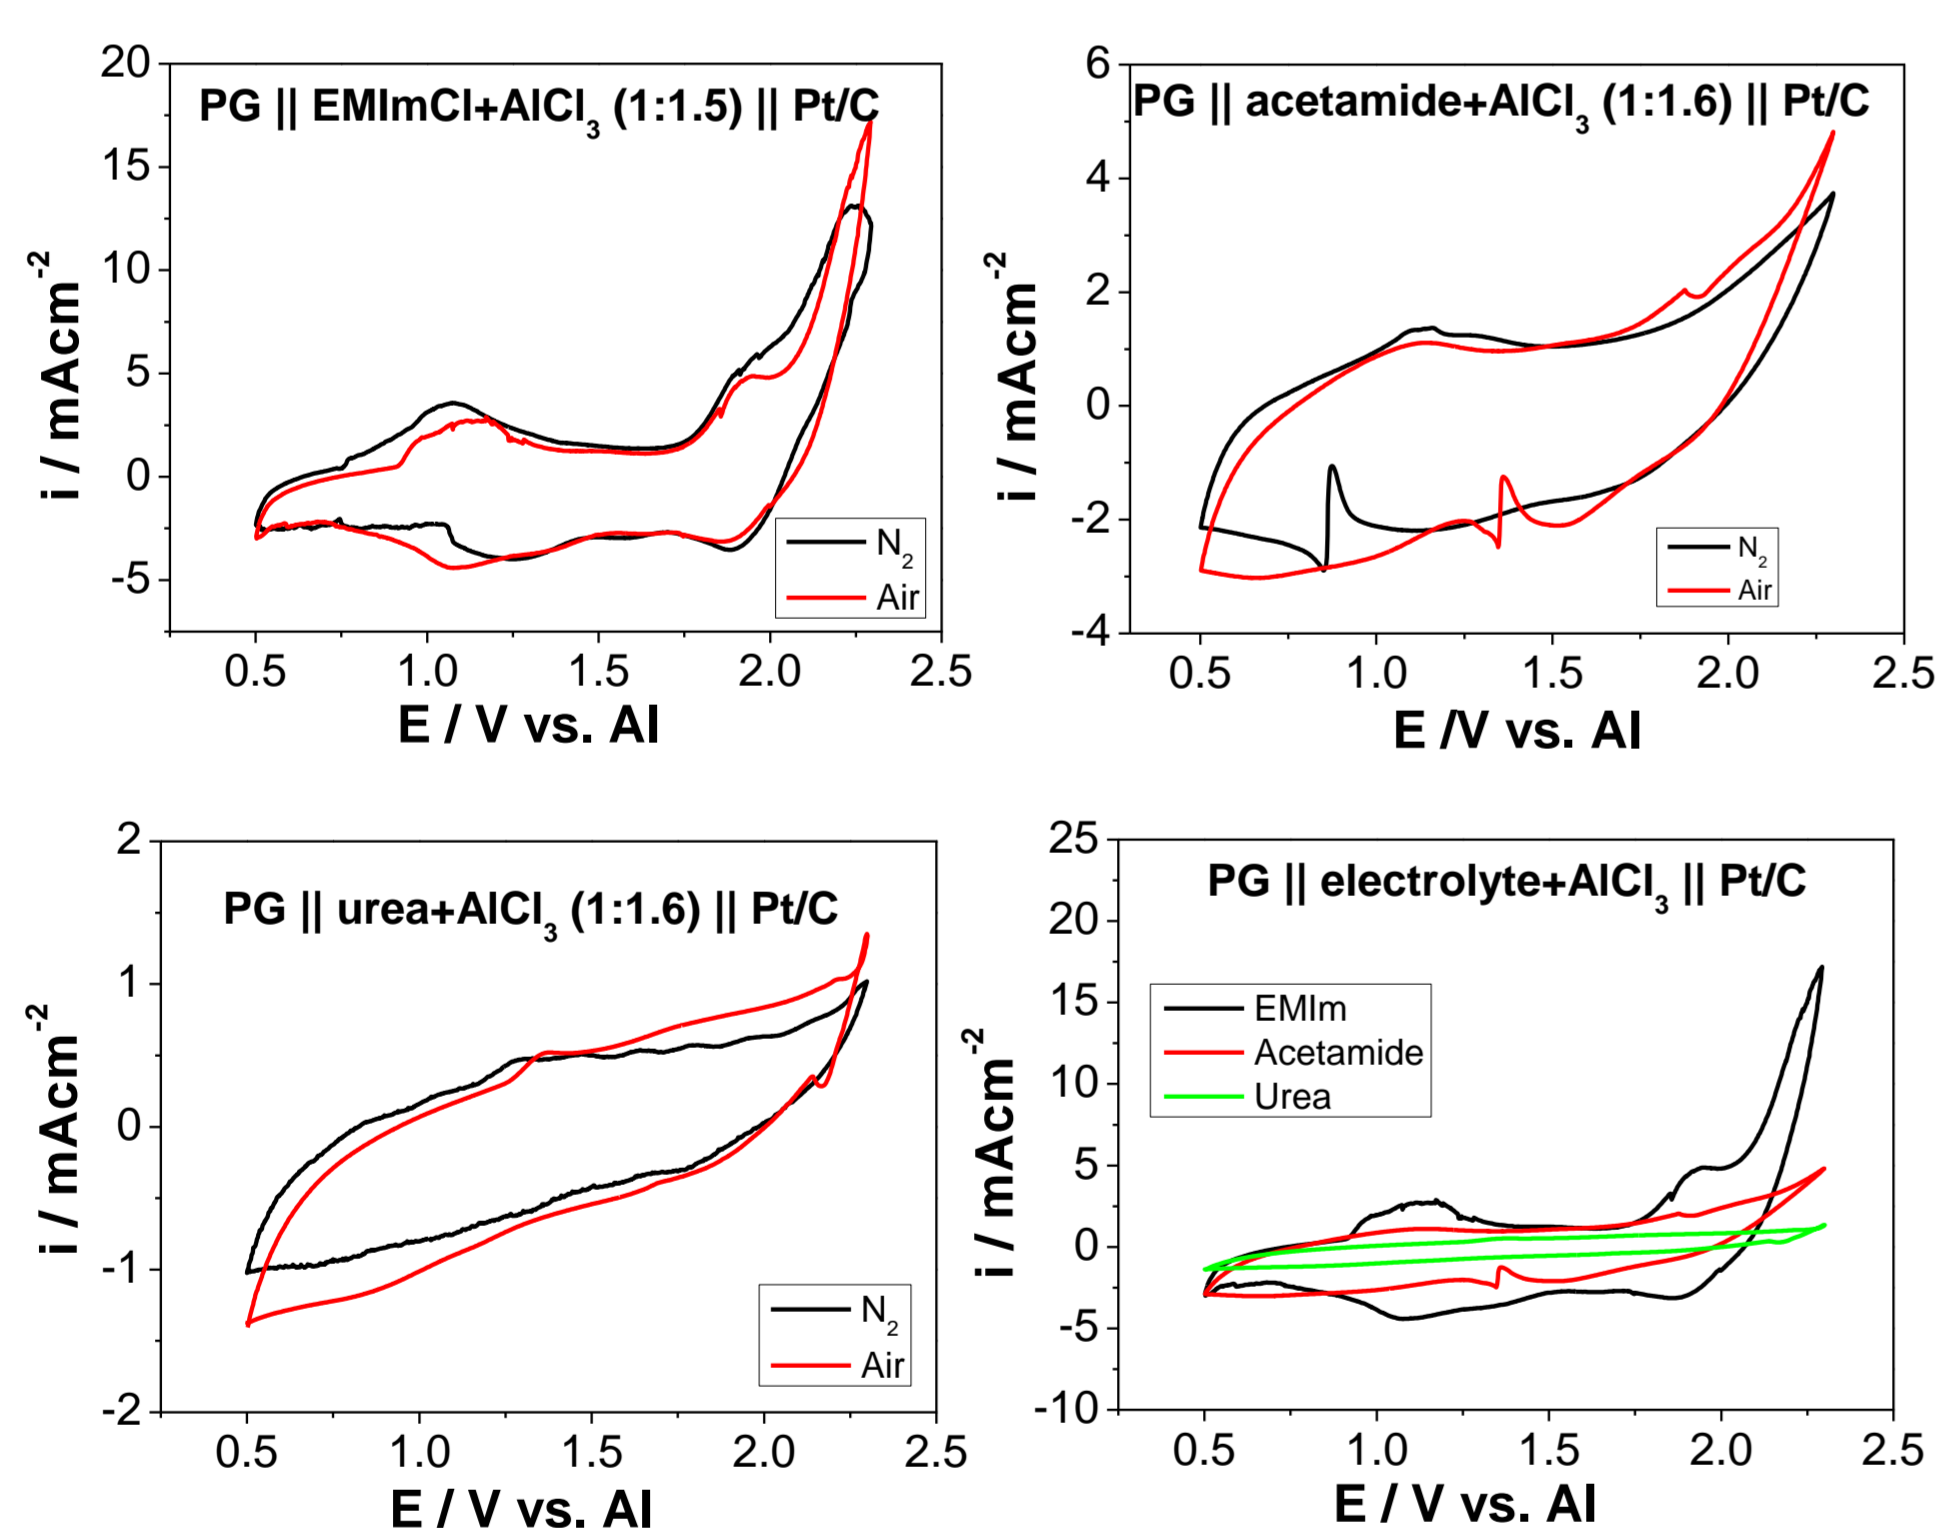 PG || EMImCl+AlCl3 (1:1.5) || Pt/C
20
15
10
5
0
-5
i / mAcm-2
N2
Air
0.5 1.0 1.5 2.0 2.5
E / V vs. Al
PG || acetamide+AlCl3 (1:1.6) || Pt/C
6
4
2
0
-2
-4
i / mAcm-2
N2
Air
0.5 1.0 1.5 2.0 2.5
E /V vs. Al
PG || urea+AlCl3 (1:1.6) || Pt/C
2
1
0
-1
-2
i / mAcm-2
N2
Air
0.5 1.0 1.5 2.0 2.5
E / V vs. Al
PG || electrolyte+AlCl3 || Pt/C
25
20
15
10
5
0
-5
-10
i / mAcm-2
EMIm
Acetamide
Urea
0.5 1.0 1.5 2.0 2.5
E / V vs. Al